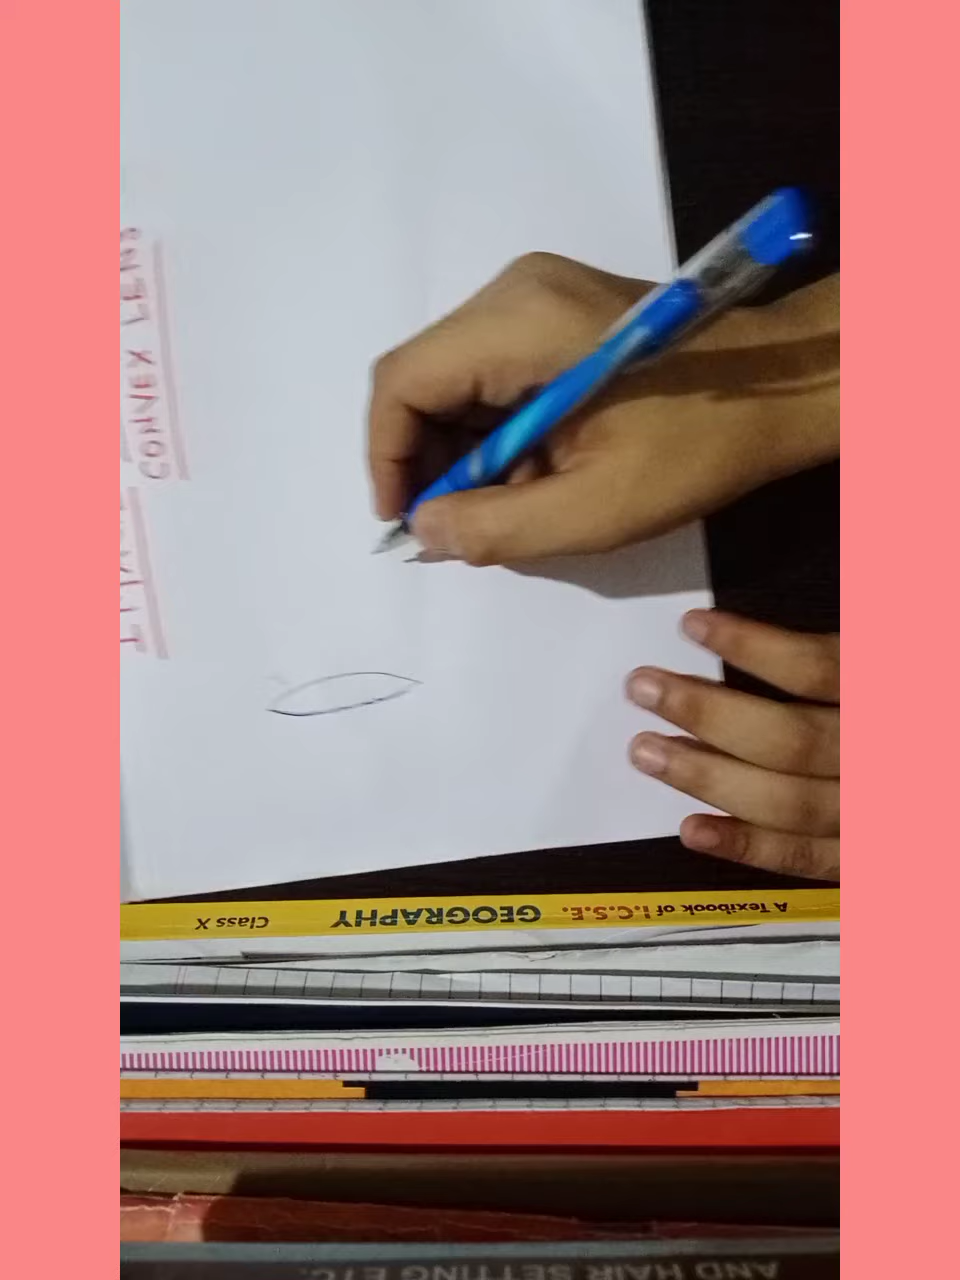 CONVEX LENS
A Textbook of I.C.S.E. GEOGRAPHY Class X
AND HAIR SETTING ETC.